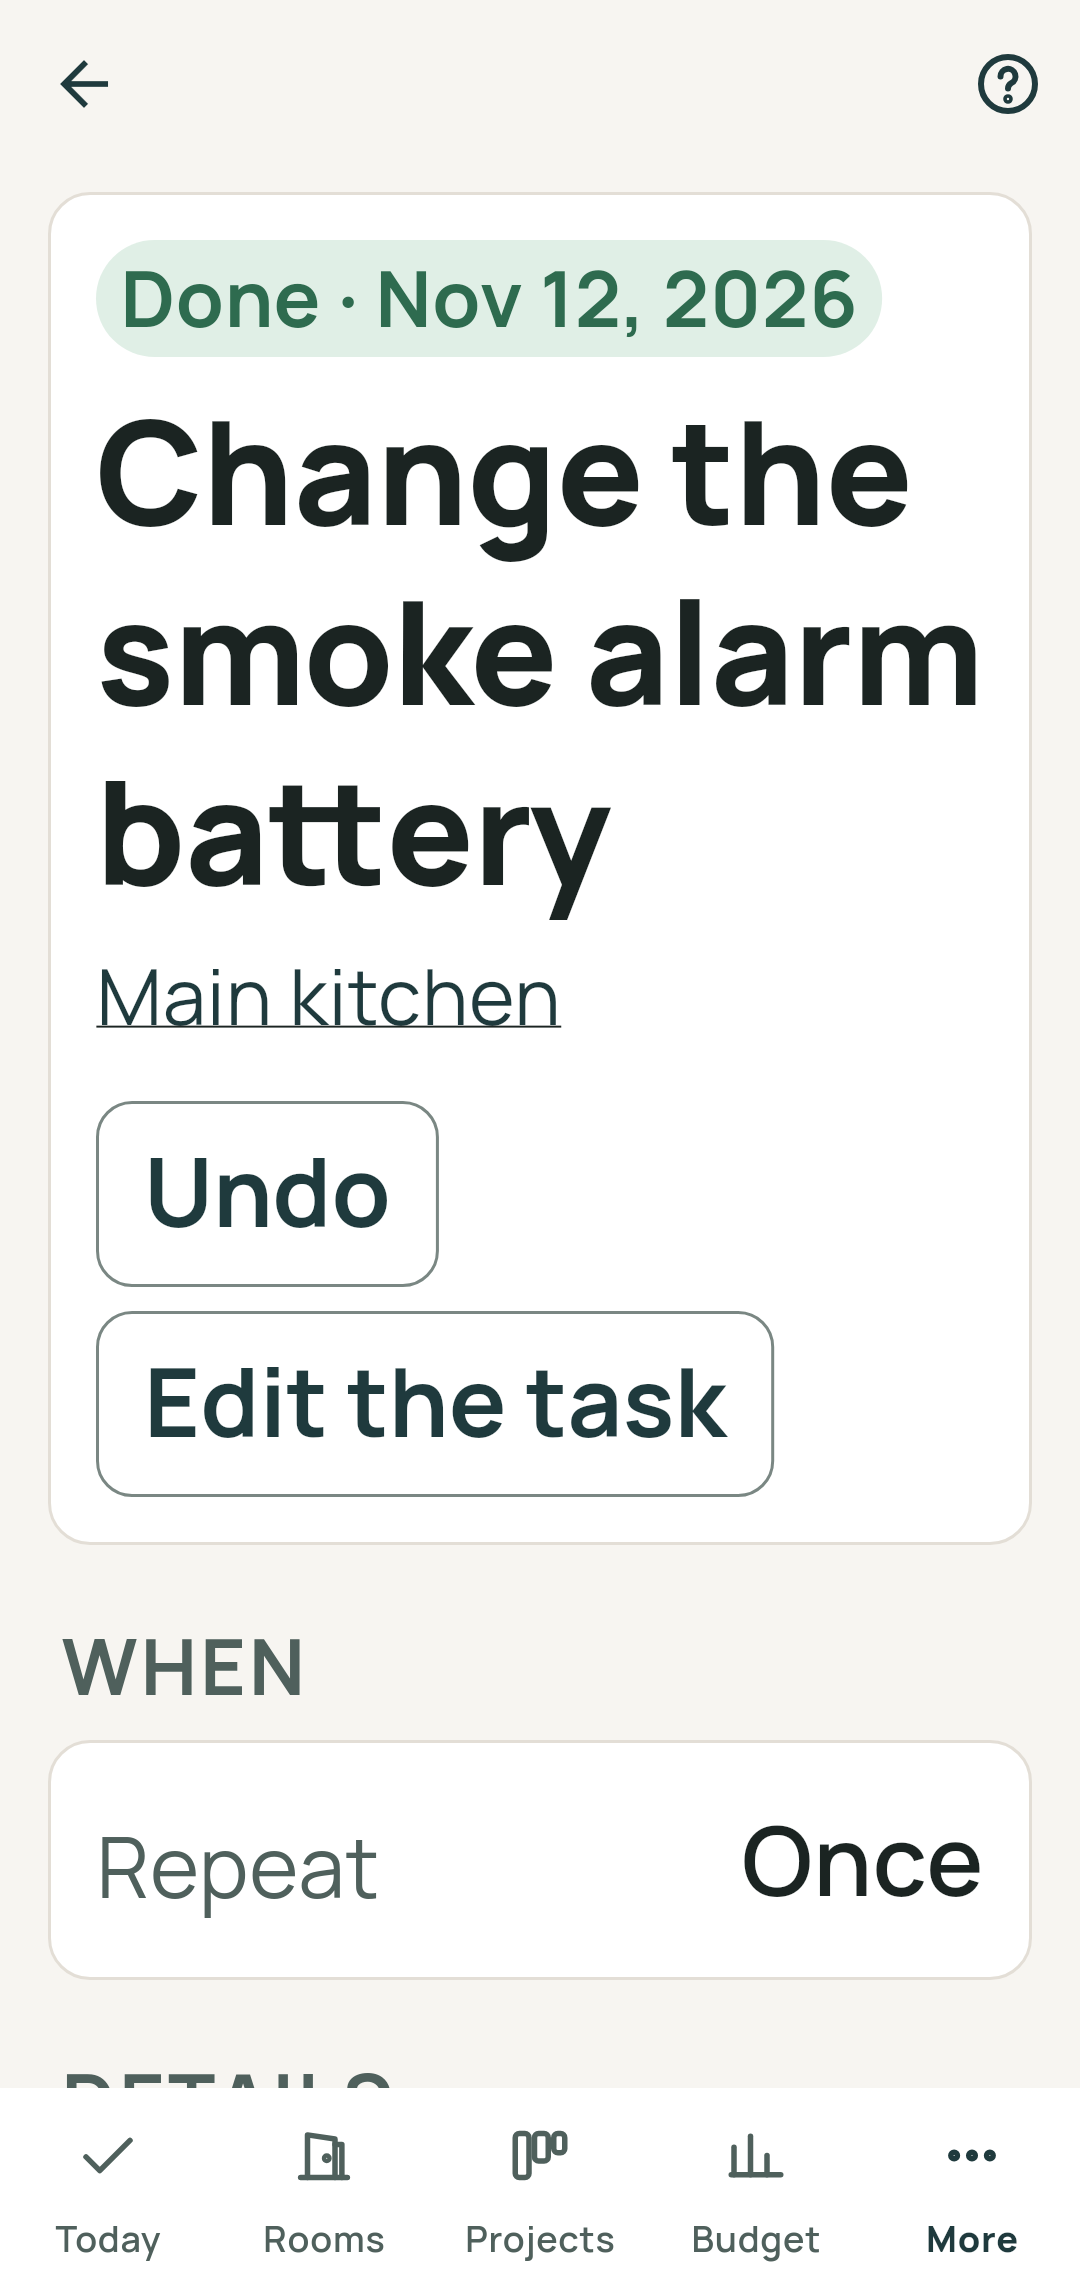 Done · Nov 12, 2026
Change the
smoke alarm
battery
Main kitchen
Undo
Edit the task
WHEN
Repeat Once
DETAILS
Today Rooms Projects Budget More